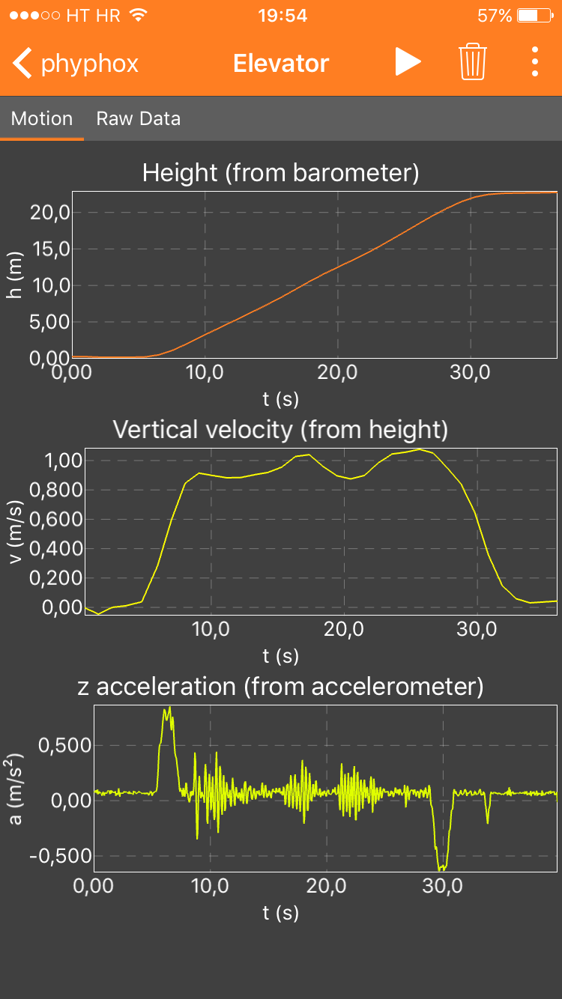 HT HR 19:54 57%
phyphox Elevator
Motion Raw Data
Height (from barometer)
h (m)
20,0
15,0
10,0
5,00
0,00
0,00 10,0 20,0 30,0
t (s)
Vertical velocity (from height)
v (m/s)
1,00
0,800
0,600
0,400
0,200
0,00
10,0 20,0 30,0
t (s)
z acceleration (from accelerometer)
a (m/s²)
0,500
0,00
-0,500
0,00 10,0 20,0 30,0
t (s)